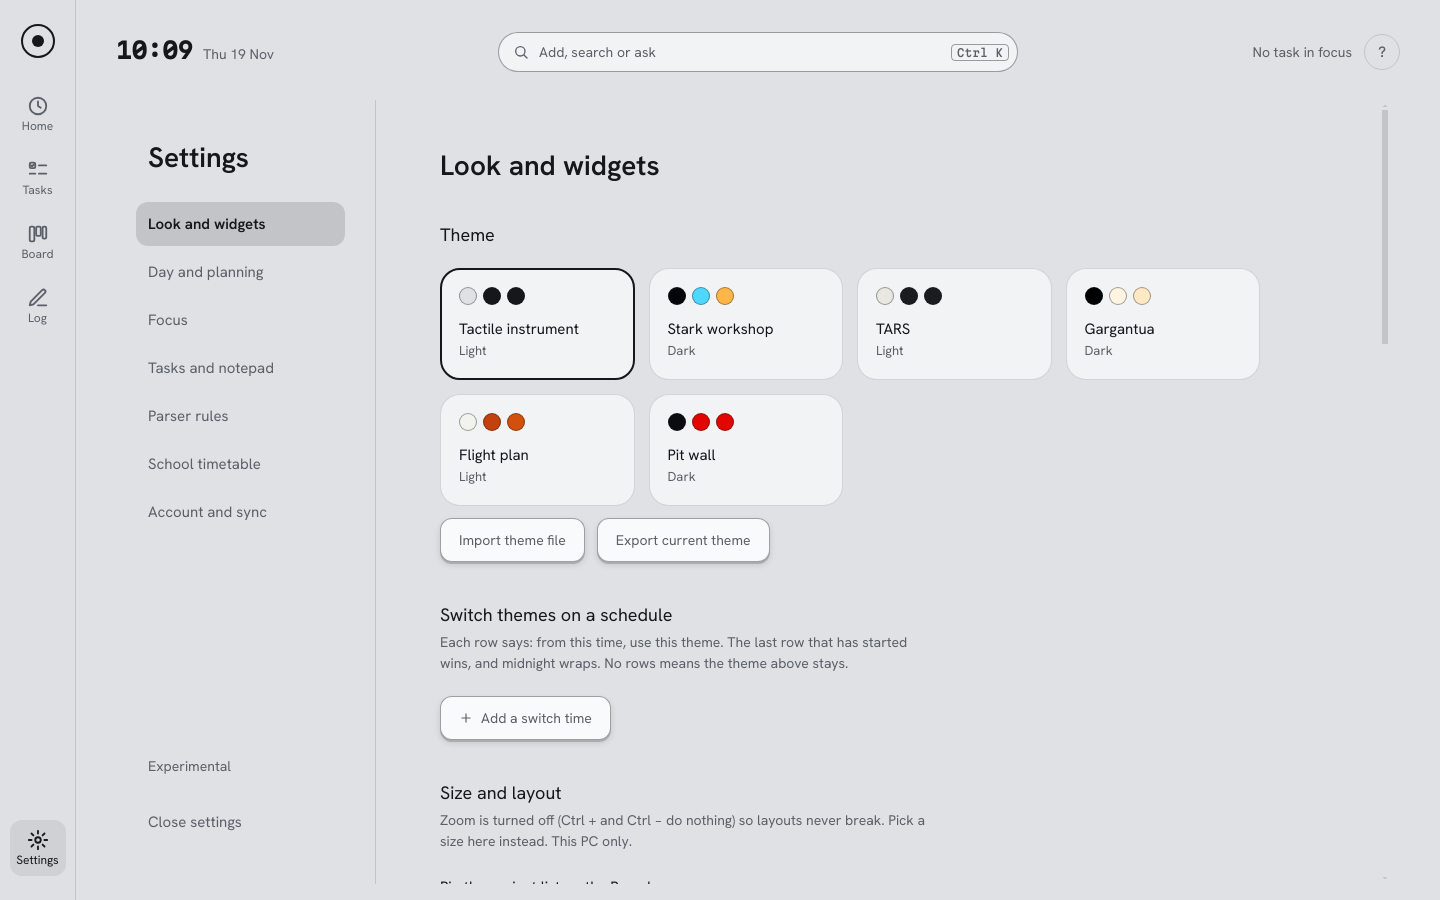 10:09 Thu 19 Nov
Add, search or ask
Ctrl K
No task in focus
?
Home
Tasks
Board
Log
Settings
Settings
Look and widgets
Day and planning
Focus
Tasks and notepad
Parser rules
School timetable
Account and sync
Experimental
Close settings
Look and widgets
Theme
Tactile instrument
Light
Stark workshop
Dark
TARS
Light
Gargantua
Dark
Flight plan
Light
Pit wall
Dark
Import theme file
Export current theme
Switch themes on a schedule
Each row says: from this time, use this theme. The last row that has started
wins, and midnight wraps. No rows means the theme above stays.
+ Add a switch time
Size and layout
Zoom is turned off (Ctrl + and Ctrl − do nothing) so layouts never break. Pick a
size here instead. This PC only.